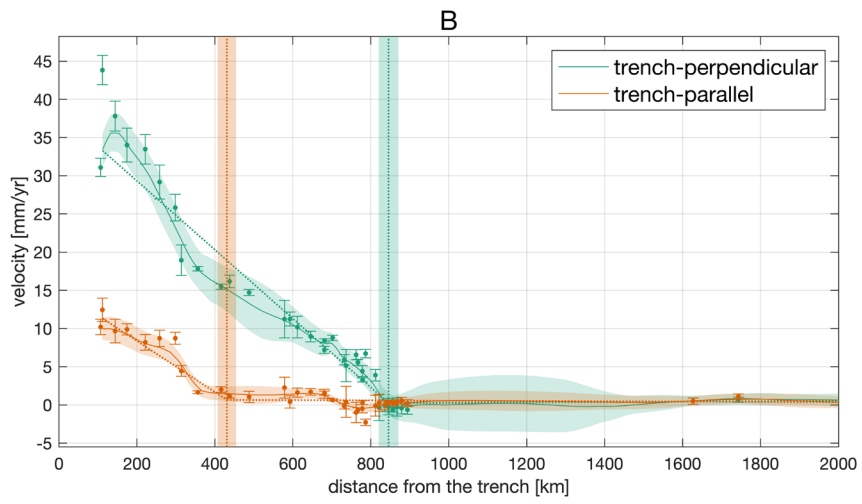 B
45
40
35
30
25
20
15
10
5
0
-5
velocity [mm/yr]
trench-perpendicular
trench-parallel
0 200 400 600 800 1000 1200 1400 1600 1800 2000
distance from the trench [km]